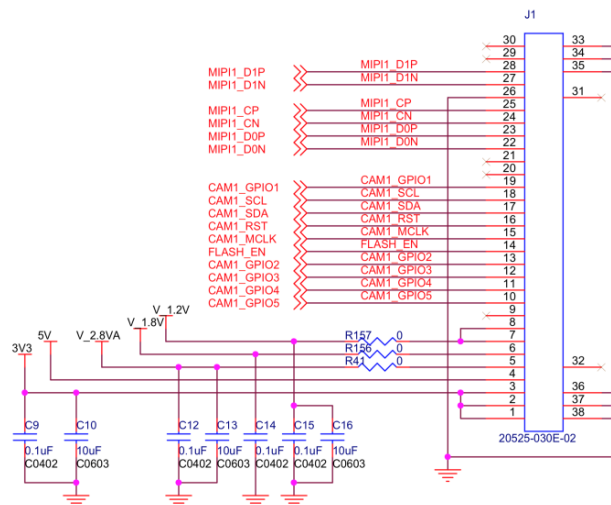 J1
30 33
29 34
MIPI1_D1P MIPI1_D1P 28 35
MIPI1_D1N MIPI1_D1N 27
26 31
MIPI1_CP MIPI1_CP 25
MIPI1_CN MIPI1_CN 24
MIPI1_D0P MIPI1_D0P 23
MIPI1_D0N MIPI1_D0N 22
21
20
CAM1_GPIO1 CAM1_GPIO1 19
CAM1_SCL CAM1_SCL 18
CAM1_SDA CAM1_SDA 17
CAM1_RST CAM1_RST 16
CAM1_MCLK CAM1_MCLK 15
FLASH_EN FLASH_EN 14
CAM1_GPIO2 CAM1_GPIO2 13
CAM1_GPIO3 CAM1_GPIO3 12
CAM1_GPIO4 CAM1_GPIO4 11
CAM1_GPIO5 CAM1_GPIO5 10
V_1.2V 9
V_1.8V 8
5V V_2.8VA R157 0 7
3V3 R156 0 6
R41 0 5 32
4
3 36
2 37
1 38
C9 C10 C12 C13 C14 C15 C16 20525-030E-02
0.1uF 10uF 0.1uF 10uF 0.1uF 0.1uF 10uF
C0402 C0603 C0402 C0603 C0402 C0402 C0603